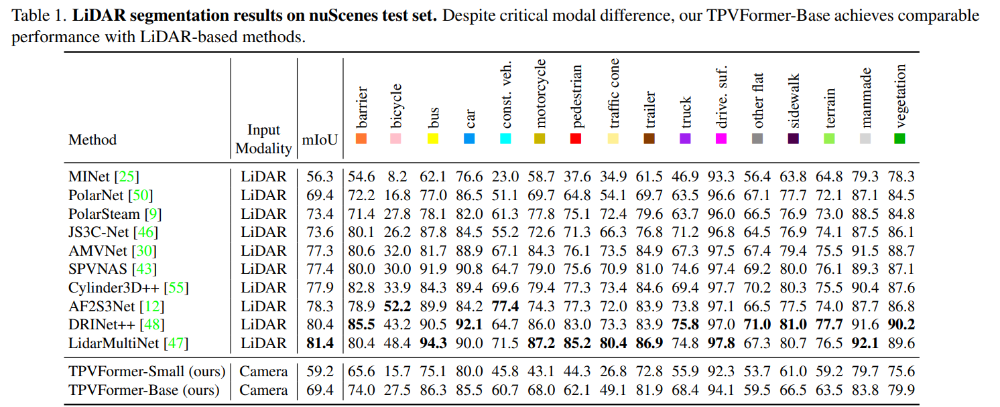 Table 1. LiDAR segmentation results on nuScenes test set. Despite critical modal difference, our TPVFormer-Base achieves comparable
performance with LiDAR-based methods.
Method Input Modality mIoU barrier bicycle bus car const. veh. motorcycle pedestrian traffic cone trailer truck drive. suf. other flat sidewalk terrain manmade vegetation
MINet [25] LiDAR 56.3 54.6 8.2 62.1 76.6 23.0 58.7 37.6 34.9 61.5 46.9 93.3 56.4 63.8 64.8 79.3 78.3
PolarNet [50] LiDAR 69.4 72.2 16.8 77.0 86.5 51.1 69.7 64.8 54.1 69.7 63.5 96.6 67.1 77.7 72.1 87.1 84.5
PolarSteam [9] LiDAR 73.4 71.4 27.8 78.1 82.0 61.3 77.8 75.1 72.4 79.6 63.7 96.0 66.5 76.9 73.0 88.5 84.8
JS3C-Net [46] LiDAR 73.6 80.1 26.2 87.8 84.5 55.2 72.6 71.3 66.3 76.8 71.2 96.8 64.5 76.9 74.1 87.5 86.1
AMVNet [30] LiDAR 77.3 80.6 32.0 81.7 88.9 67.1 84.3 76.1 73.5 84.9 67.3 97.5 67.4 79.4 75.5 91.5 88.7
SPVNAS [43] LiDAR 77.4 80.0 30.0 91.9 90.8 64.7 79.0 75.6 70.9 81.0 74.6 97.4 69.2 80.0 76.1 89.3 87.1
Cylinder3D++ [55] LiDAR 77.9 82.8 33.9 84.3 89.4 69.6 79.4 77.3 73.4 84.6 69.4 97.7 70.2 80.3 75.5 90.4 87.6
AF2S3Net [12] LiDAR 78.3 78.9 52.2 89.9 84.2 77.4 74.3 77.3 72.0 83.9 73.8 97.1 66.5 77.5 74.0 87.7 86.8
DRINet++ [48] LiDAR 80.4 85.5 43.2 90.5 92.1 64.7 86.0 83.0 73.3 83.9 75.8 97.0 71.0 81.0 77.7 91.6 90.2
LidarMultiNet [47] LiDAR 81.4 80.4 48.4 94.3 90.0 71.5 87.2 85.2 80.4 86.9 74.8 97.8 67.3 80.7 76.5 92.1 89.6
TPVFormer-Small (ours) Camera 59.2 65.6 15.7 75.1 80.0 45.8 43.1 44.3 26.8 72.8 55.9 92.3 53.7 61.0 59.2 79.7 75.6
TPVFormer-Base (ours) Camera 69.4 74.0 27.5 86.3 85.5 60.7 68.0 62.1 49.1 81.9 68.4 94.1 59.5 66.5 63.5 83.8 79.9